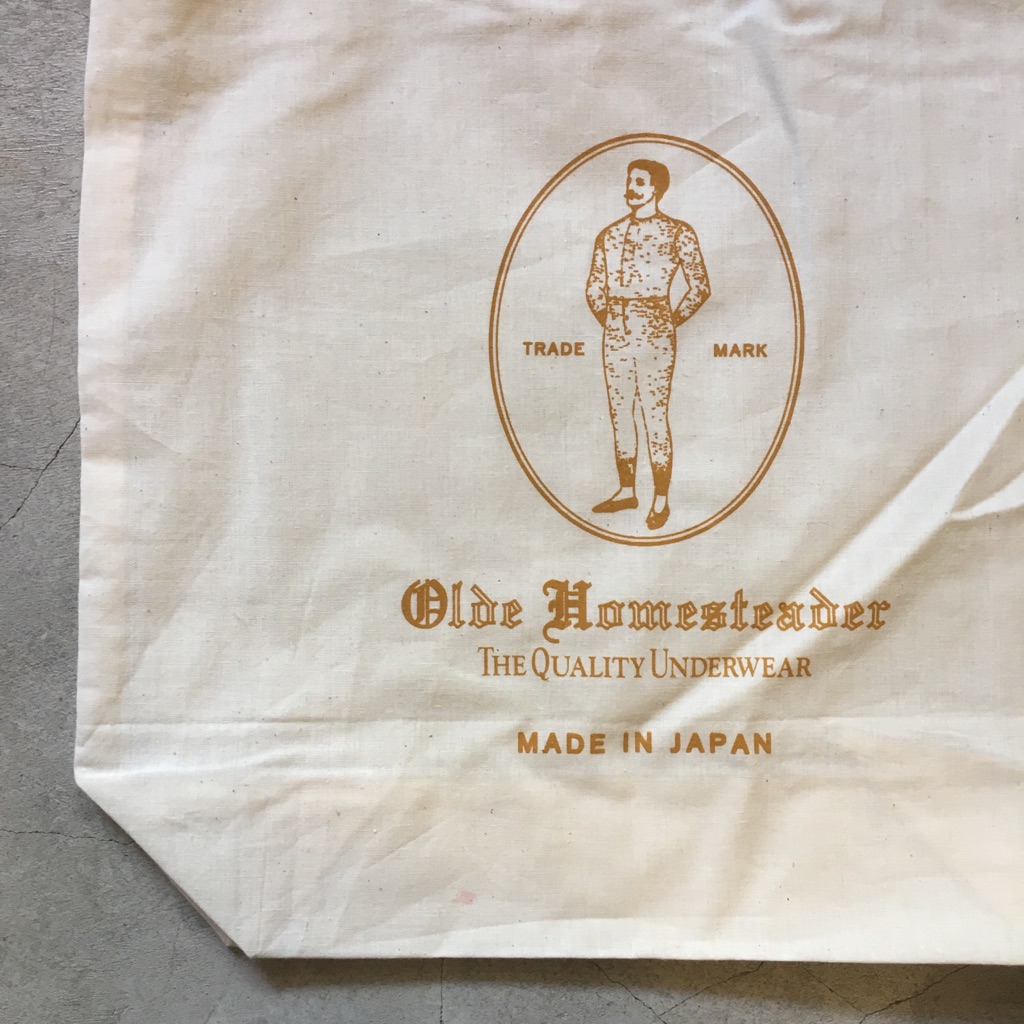 TRADE MARK
Olde Homesteader
THE QUALITY UNDERWEAR
MADE IN JAPAN